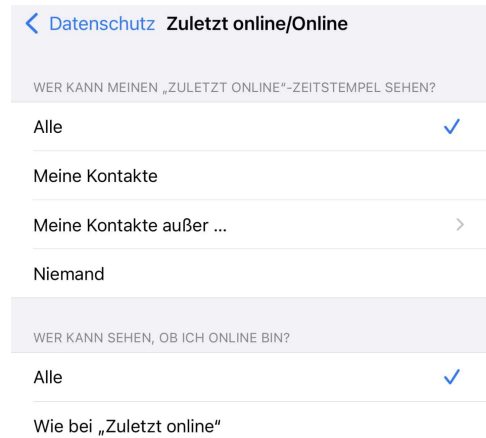 Datenschutz Zuletzt online/Online
WER KANN MEINEN „ZULETZT ONLINE“-ZEITSTEMPEL SEHEN?
Alle
Meine Kontakte
Meine Kontakte außer ...
Niemand
WER KANN SEHEN, OB ICH ONLINE BIN?
Alle
Wie bei „Zuletzt online“